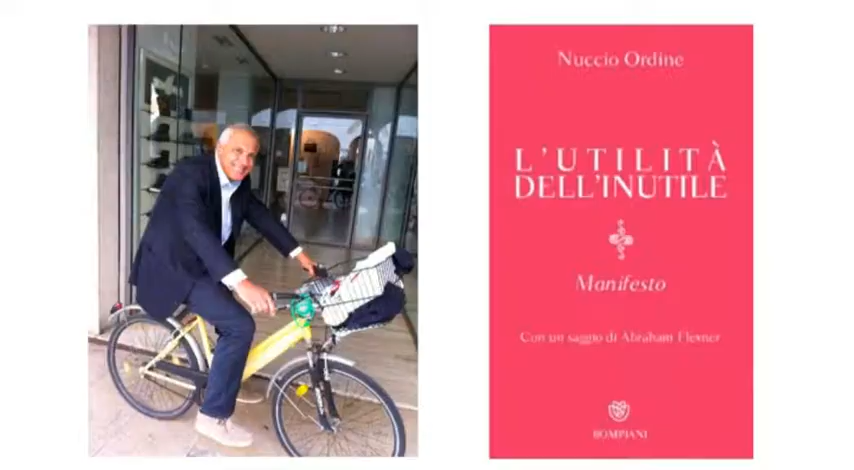 Nuccio Ordine
L'UTILITÀ
DELL'INUTILE
Manifesto
Con un saggio di Abraham Flexner
BOMPIANI